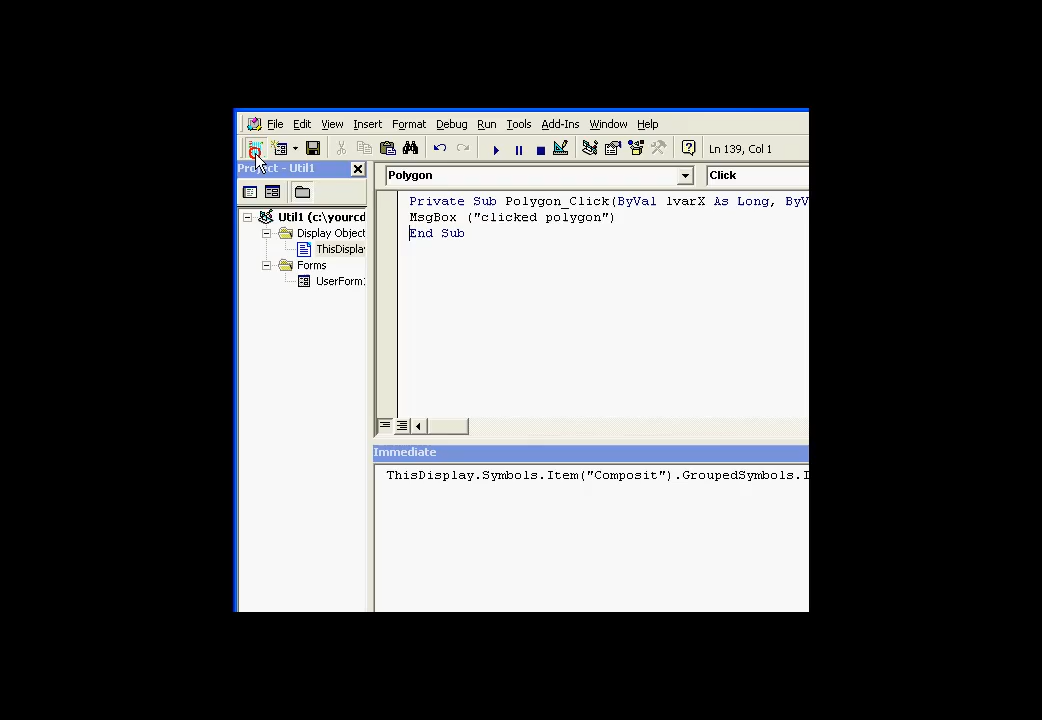 File Edit View Insert Format Debug Run Tools Add-Ins Window Help
Ln 139, Col 1
Project - Util1
Polygon
Click
Private Sub Polygon_Click(ByVal lvarX As Long, ByV
MsgBox ("clicked polygon")
End Sub
Util1 (c:\yourcd
Display Object
ThisDispla
Forms
UserForm1
Immediate
ThisDisplay.Symbols.Item("Composit").GroupedSymbols.I